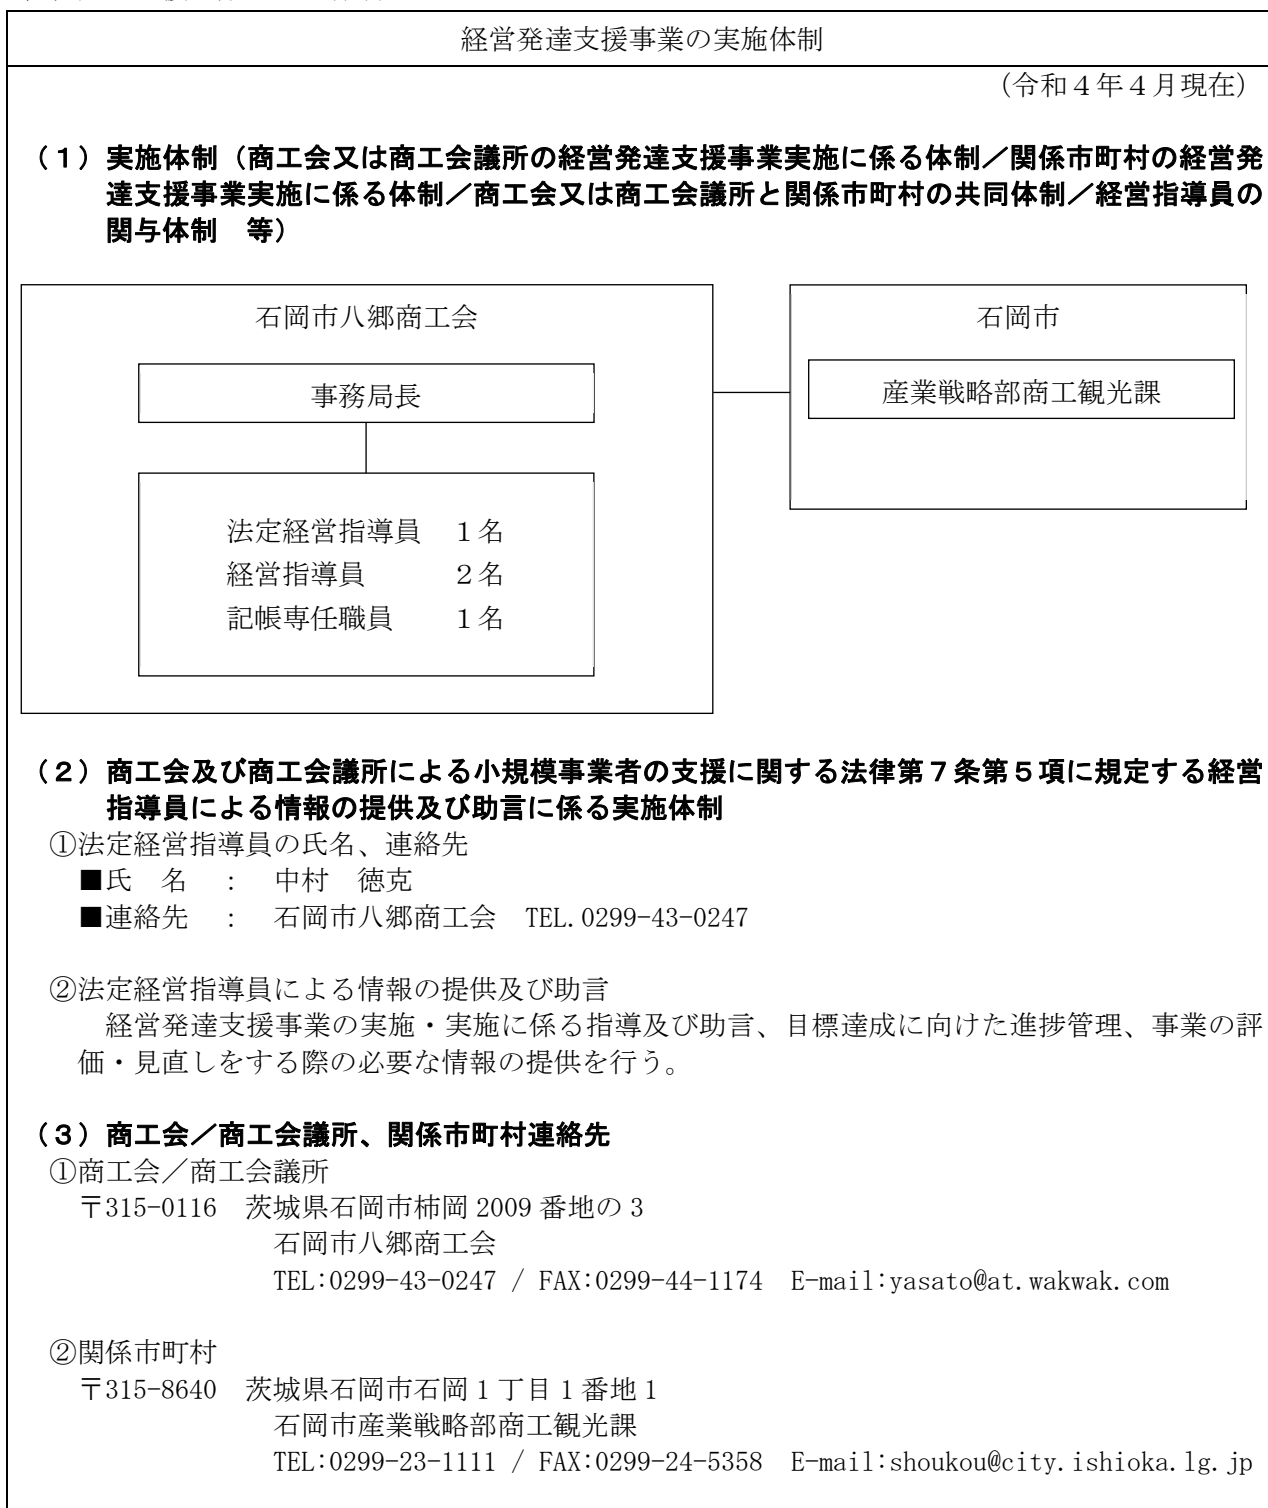 経営発達支援事業の実施体制
（令和４年４月現在）
（１）実施体制（商工会又は商工会議所の経営発達支援事業実施に係る体制／関係市町村の経営発
達支援事業実施に係る体制／商工会又は商工会議所と関係市町村の共同体制／経営指導員の
関与体制　等）
石岡市八郷商工会
事務局長
法定経営指導員　１名
経営指導員　　　２名
記帳専任職員　　１名
石岡市
産業戦略部商工観光課
（２）商工会及び商工会議所による小規模事業者の支援に関する法律第７条第５項に規定する経営
指導員による情報の提供及び助言に係る実施体制
①法定経営指導員の氏名、連絡先
■氏　名　：　中村　徳克
■連絡先　：　石岡市八郷商工会　TEL.0299-43-0247
②法定経営指導員による情報の提供及び助言
経営発達支援事業の実施・実施に係る指導及び助言、目標達成に向けた進捗管理、事業の評
価・見直しをする際の必要な情報の提供を行う。
（３）商工会／商工会議所、関係市町村連絡先
①商工会／商工会議所
〒315-0116　茨城県石岡市柿岡 2009 番地の 3
石岡市八郷商工会
TEL:0299-43-0247 / FAX:0299-44-1174　E-mail:yasato@at.wakwak.com
②関係市町村
〒315-8640　茨城県石岡市石岡１丁目１番地１
石岡市産業戦略部商工観光課
TEL:0299-23-1111 / FAX:0299-24-5358　E-mail:shoukou@city.ishioka.lg.jp